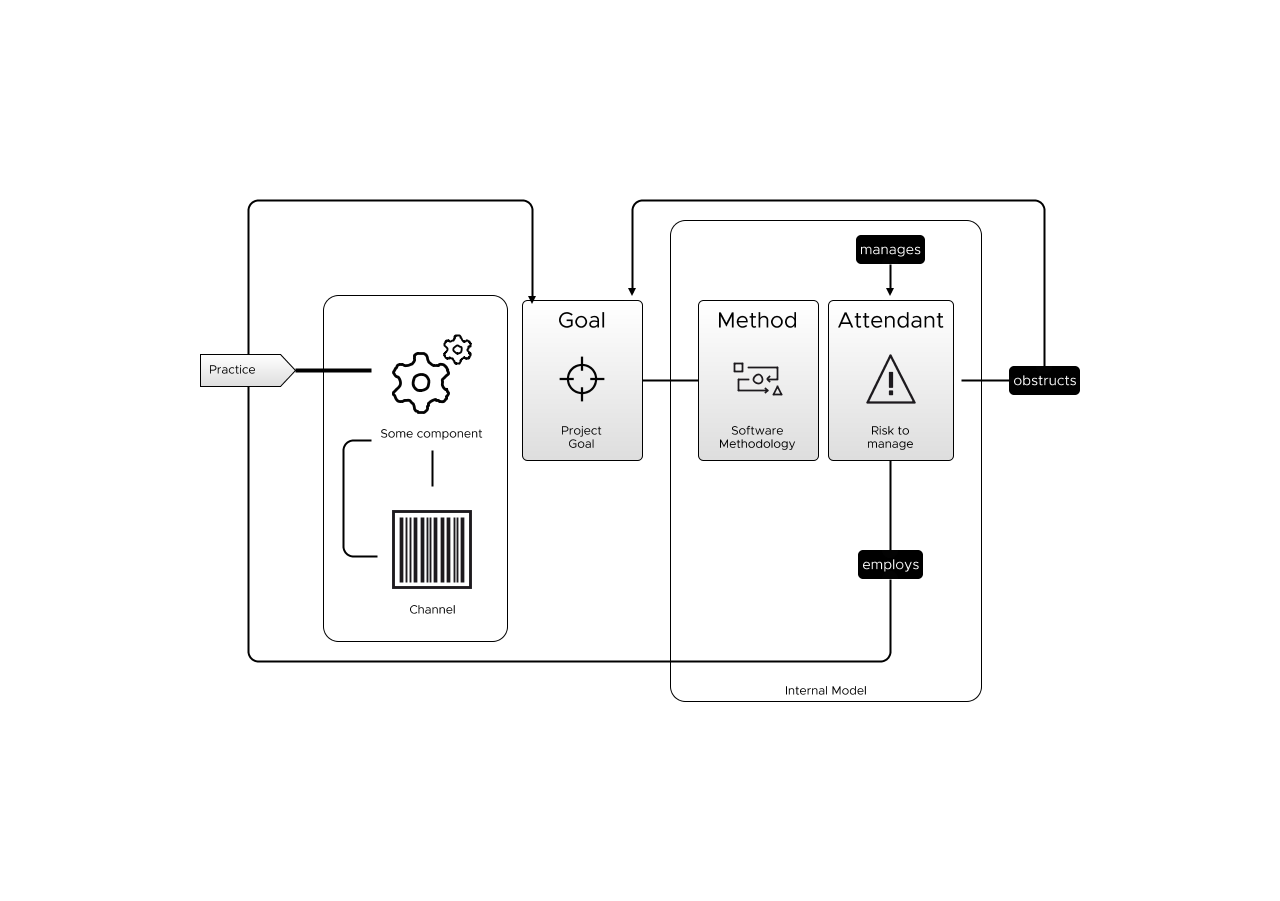 manages
Goal
Method
Attendant
Practice
obstructs
Project
Goal
Software
Methodology
Risk to
manage
Some component
employs
Channel
Internal Model